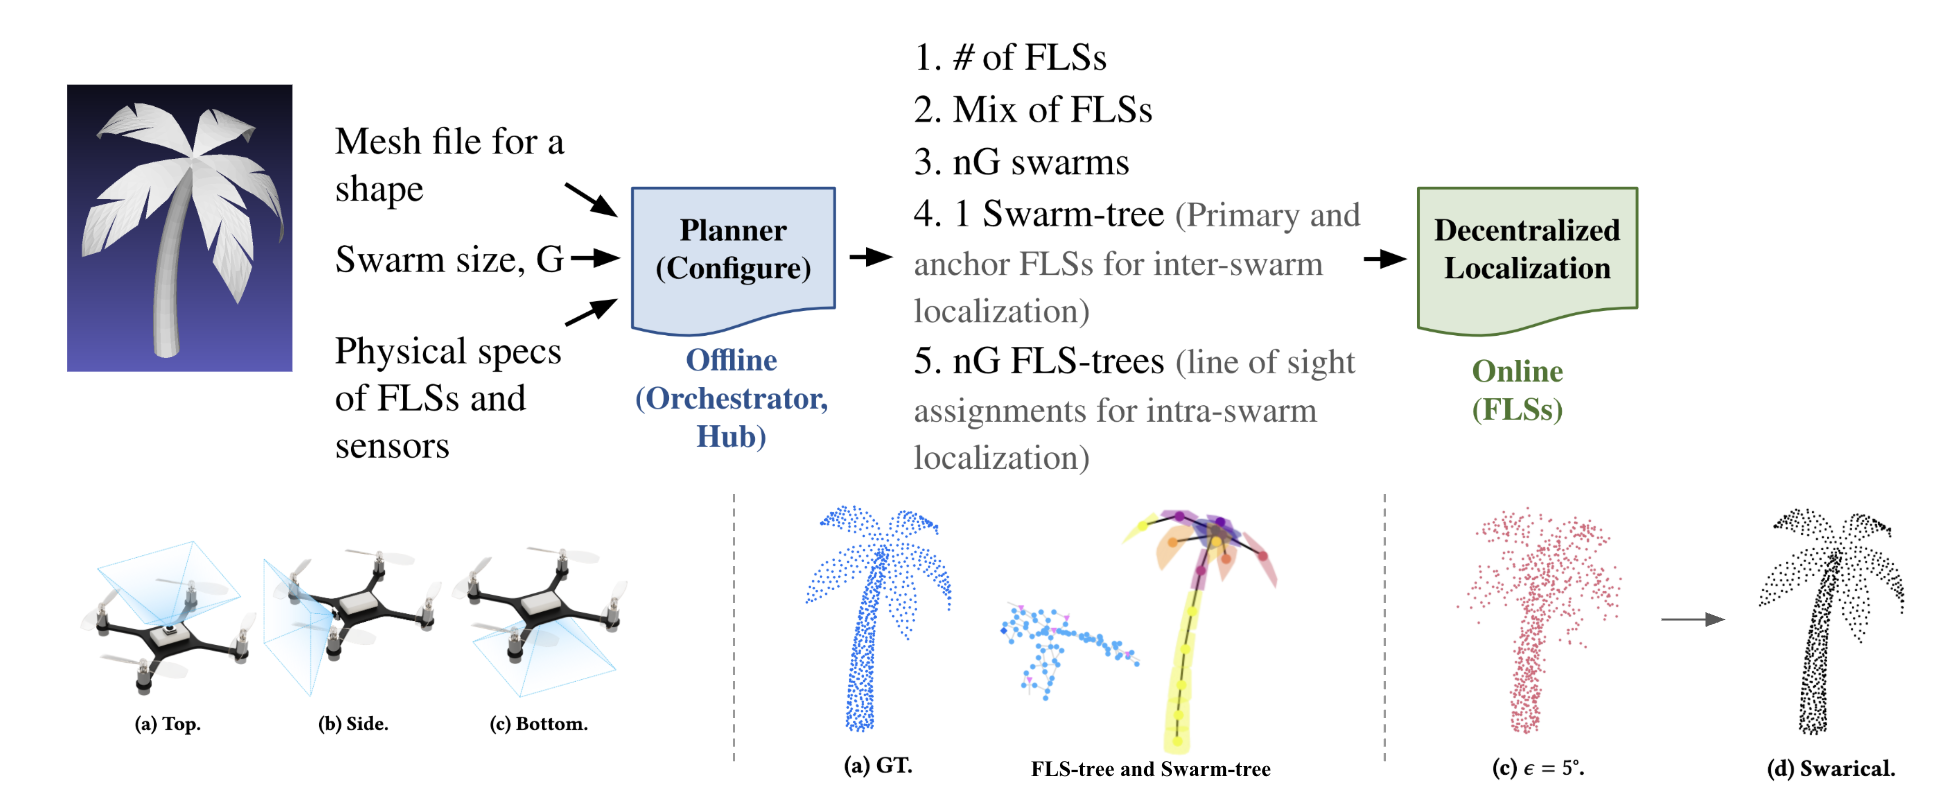 Mesh file for a
shape
Swarm size, G
Physical specs
of FLSs and
sensors
Planner
(Configure)
Offline
(Orchestrator,
Hub)
1. # of FLSs
2. Mix of FLSs
3. nG swarms
4. 1 Swarm-tree (Primary and
anchor FLSs for inter-swarm
localization)
5. nG FLS-trees (line of sight
assignments for intra-swarm
localization)
Decentralized
Localization
Online
(FLSs)
(a) Top.
(b) Side.
(c) Bottom.
(a) GT.
FLS-tree and Swarm-tree
(c) ϵ = 5°.
(d) Swarical.